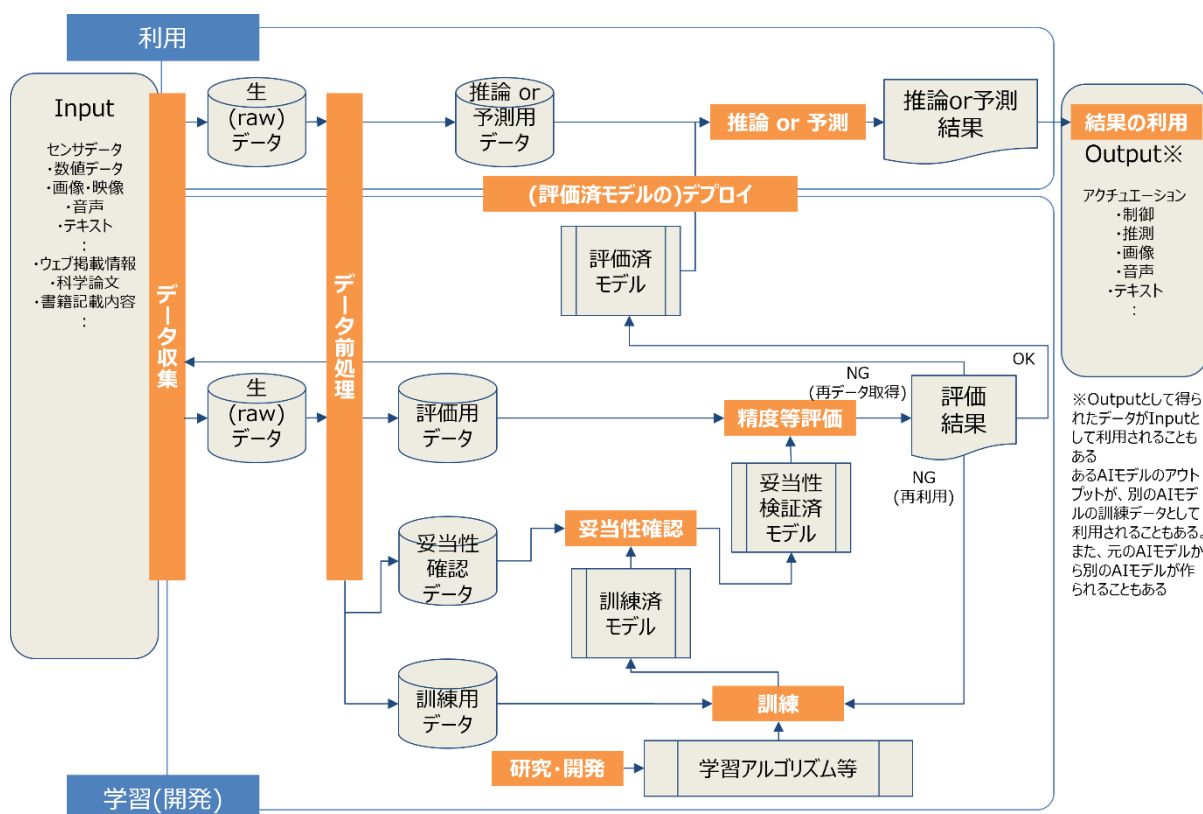 利用
Input
センサデータ
・数値データ
・画像・映像
・音声
・テキスト
:
・ウェブ掲載情報
・科学論文
・書籍記載内容
:
データ収集
生
(raw)
データ
データ前処理
推論 or
予測用
データ
推論 or 予測
推論or予測
結果
結果の利用
Output※
アクチュエーション
・制御
・推測
・画像
・音声
・テキスト
:
(評価済モデルの)デプロイ
評価済
モデル
OK
NG
(再データ取得)
生
(raw)
データ
評価用
データ
精度等評価
評価
結果
NG
(再利用)
※Outputとして得ら
れたデータがInputと
して利用されることも
ある
あるAIモデルのアウト
プットが、別のAIモデ
ルの訓練データとして
利用されることもある。
また、元のAIモデルか
ら別のAIモデルが作
られることもある
妥当性
検証済
モデル
妥当性
確認
データ
妥当性確認
訓練済
モデル
訓練用
データ
訓練
研究・開発
学習アルゴリズム等
学習(開発)